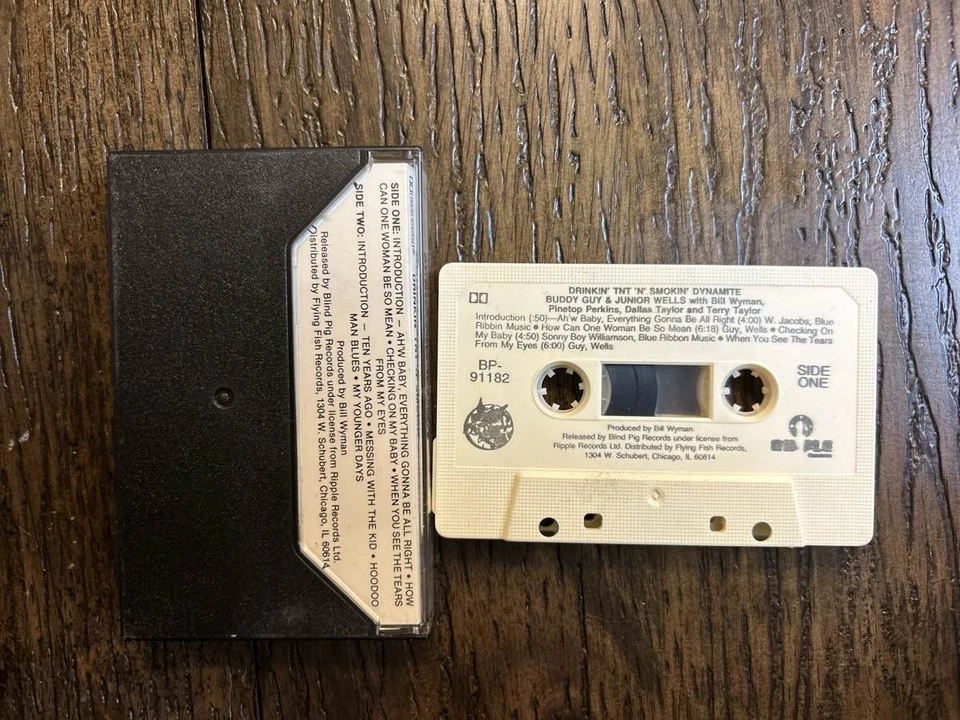 SIDE ONE: INTRODUCTION — AH'W BABY, EVERYTHING GONNA BE ALL RIGHT • HOW
CAN ONE WOMAN BE SO MEAN • CHECKING ON MY BABY • WHEN YOU SEE THE TEARS
FROM MY EYES
SIDE TWO: INTRODUCTION — TEN YEARS AGO • MESSING WITH THE KID • HOODOO
MAN BLUES • MY YOUNGER DAYS
Produced by Bill Wyman
Released by Blind Pig Records under license from Ripple Records Ltd.
Distributed by Flying Fish Records, 1304 W. Schubert, Chicago, IL 60614
DRINKIN' TNT 'N' SMOKIN' DYNAMITE
BUDDY GUY & JUNIOR WELLS with Bill Wyman,
Pinetop Perkins, Dallas Taylor and Terry Taylor
Introduction (:50)—Ah'w Baby, Everything Gonna Be All Right (4:00) W. Jacobs, Blue
Ribbin Music • How Can One Woman Be So Mean (6:18) Guy, Wells • Checking On
My Baby (4:50) Sonny Boy Williamson, Blue Ribbon Music • When You See The Tears
From My Eyes (6:00) Guy, Wells
BP-
91182
SIDE
ONE
Produced by Bill Wyman
Released by Blind Pig Records under license from
Ripple Records Ltd. Distributed by Flying Fish Records,
1304 W. Schubert, Chicago, IL 60614